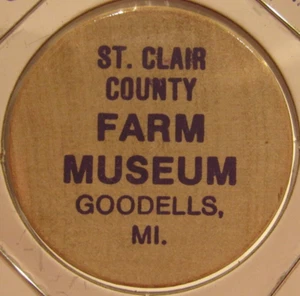 ST. CLAIR
COUNTY
FARM
MUSEUM
GOODELLS,
MI.